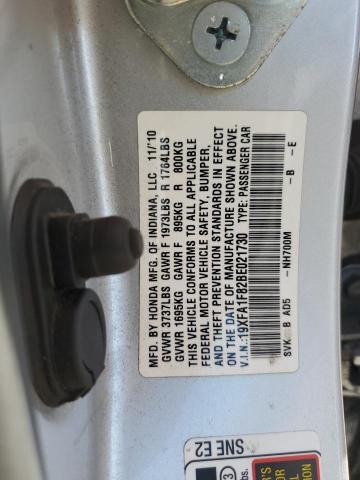 MFD. BY HONDA MFG. OF INDIANA, LLC 11/'10
GVWR 3737LBS GAWR F 1973LBS R 1764LBS
GVWR 1695KG GAWR F 895KG R 800KG
THIS VEHICLE CONFORMS TO ALL APPLICABLE
FEDERAL MOTOR VEHICLE SAFETY, BUMPER,
AND THEFT PREVENTION STANDARDS IN EFFECT
ON THE DATE OF MANUFACTURE SHOWN ABOVE.
V.I.N.:19XFA1F82BE021730 TYPE: PASSENGER CAR
SVK B AD5 –NH700M –B –E
SNE E2